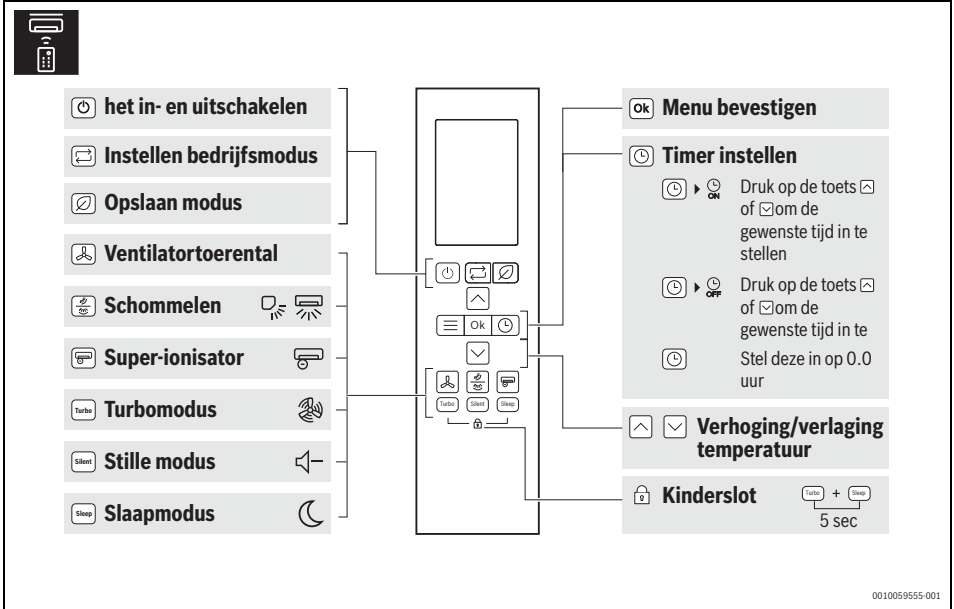 het in- en uitschakelen
Instellen bedrijfsmodus
Opslaan modus
Ventilatortoerental
Schommelen
Super-ionisator
Turbo Turbomodus
Silent Stille modus
Sleep Slaapmodus
Ok
Turbo Silent Sleep
Ok Menu bevestigen
Timer instellen
ON Druk op de toets
of om de
gewenste tijd in te
stellen
OFF Druk op de toets
of om de
gewenste tijd in te
Stel deze in op 0.0
uur
Verhoging/verlaging
temperatuur
Kinderslot Turbo + Sleep
5 sec
0010059555-001